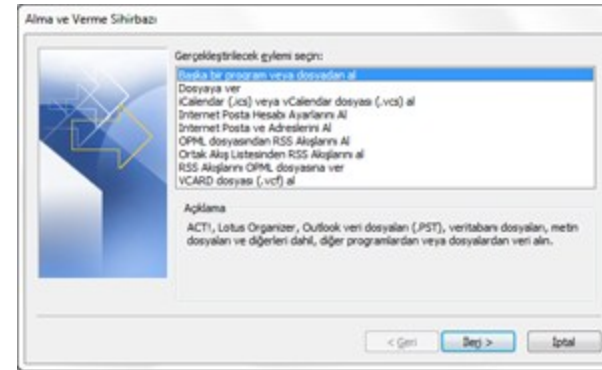 Alma ve Verme Sihirbazı
Gerçekleştirilecek eylemi seçin:
Başka bir program veya dosyadan al
Dosyaya ver
iCalendar (.ics) veya vCalendar dosyası (.vcs) al
Internet Posta Hesabı Ayarlarını Al
Internet Posta ve Adreslerini Al
OPML dosyasından RSS Akışlarını Al
Ortak Akış Listesinden RSS Akışlarını al
RSS Akışlarını OPML dosyasına ver
VCARD dosyası (.vcf) al
Açıklama
ACT!, Lotus Organizer, Outlook veri dosyaları (.PST), veritabanı dosyaları, metin
dosyaları ve diğerleri dahil, diğer programlardan veya dosyalardan veri alın.
< Geri İleri > İptal